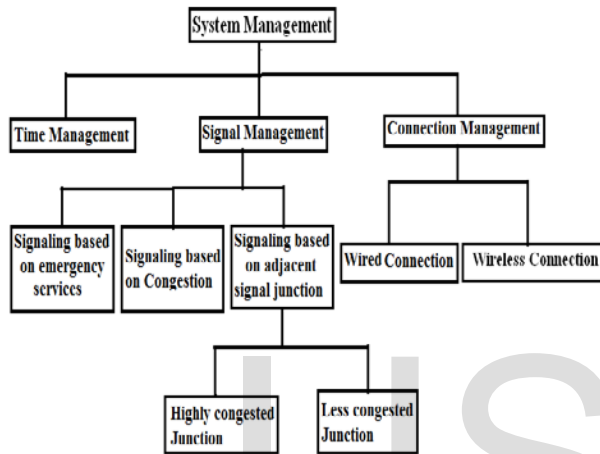 System Management
Time Management
Signal Management
Connection Management
Signaling based
on emergency
services
Signaling based
on Congestion
Signaling based
on adjacent
signal junction
Wired Connection
Wireless Connection
Highly congested
Junction
Less congested
Junction